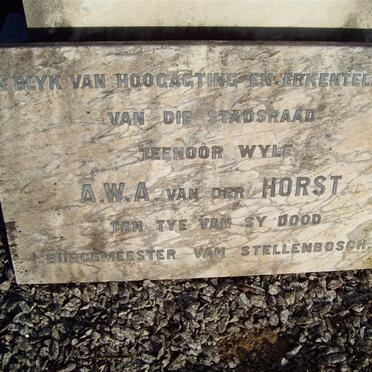 BLYK VAN HOOGAGTING EN ERKENTEL
VAN DIE STADSRAAD
TEENOOR WYLE
A.W.A. VAN DER HORST
TEN TYE VAN SY DOOD
BURGEMEESTER VAN STELLENBOSCH.